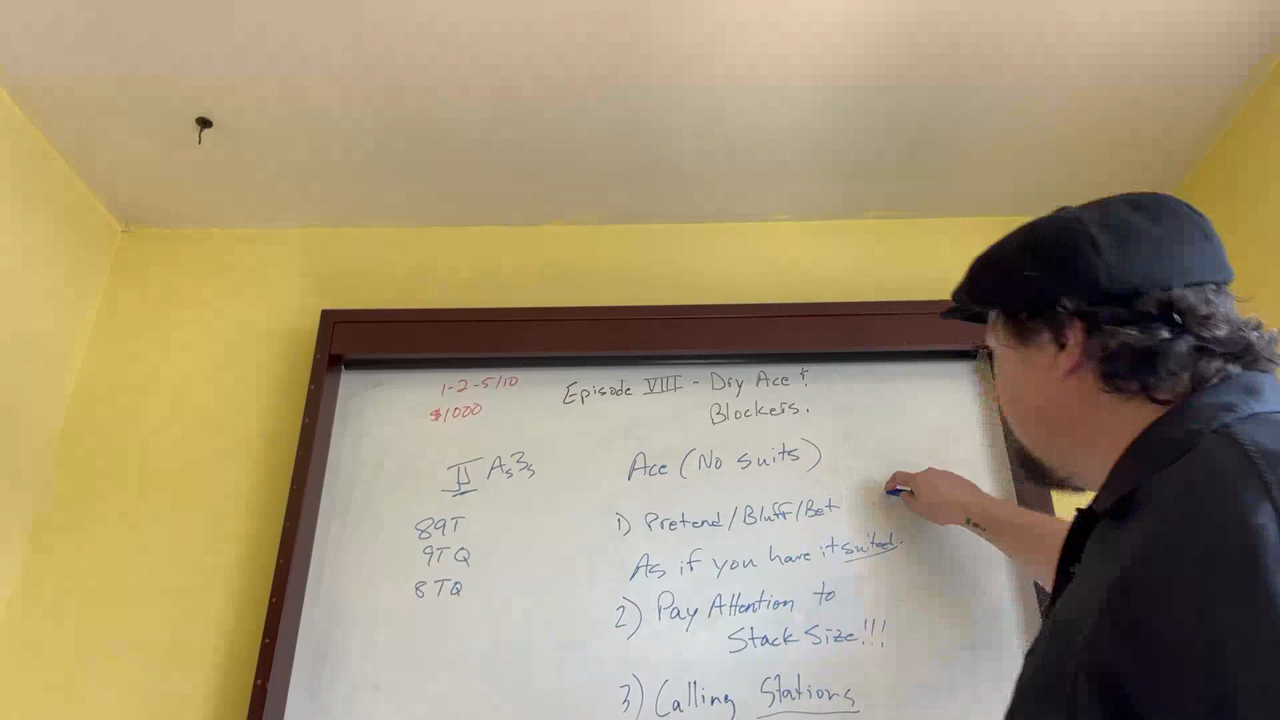 1-2-5/10
$1000
Episode VIII - Dry Ace &
Blockers.
II As3s
89T
9TQ
8TQ
Ace (No suits)
1) Pretend/Bluff/Bet
As if you have it suited.
2) Pay Attention to
Stack Size!!!
3) Calling Stations